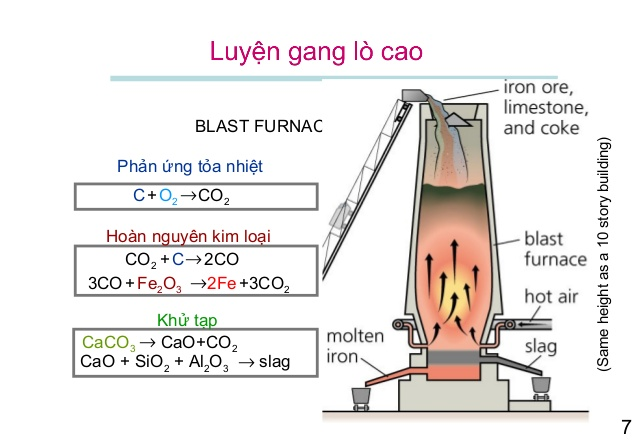 Luyện gang lò cao
BLAST FURNAC
Phản ứng tỏa nhiệt
C + O₂ → CO₂
Hoàn nguyên kim loại
CO₂ + C → 2CO
3CO + Fe₂O₃ → 2Fe + 3CO₂
Khử tạp
CaCO₃ → CaO+CO₂
CaO + SiO₂ + Al₂O₃ → slag
iron ore,
limestone,
and coke
blast
furnace
hot air
slag
molten
iron
(Same height as a 10 story building)
7